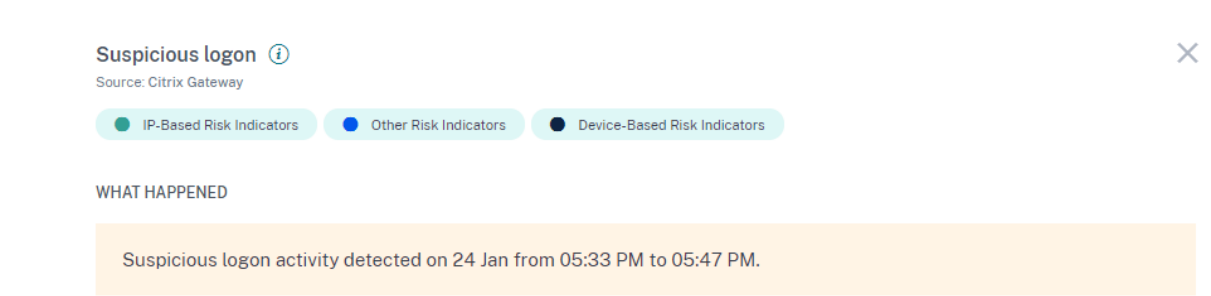 Suspicious logon i
Source: Citrix Gateway
IP-Based Risk Indicators Other Risk Indicators Device-Based Risk Indicators
WHAT HAPPENED
Suspicious logon activity detected on 24 Jan from 05:33 PM to 05:47 PM.